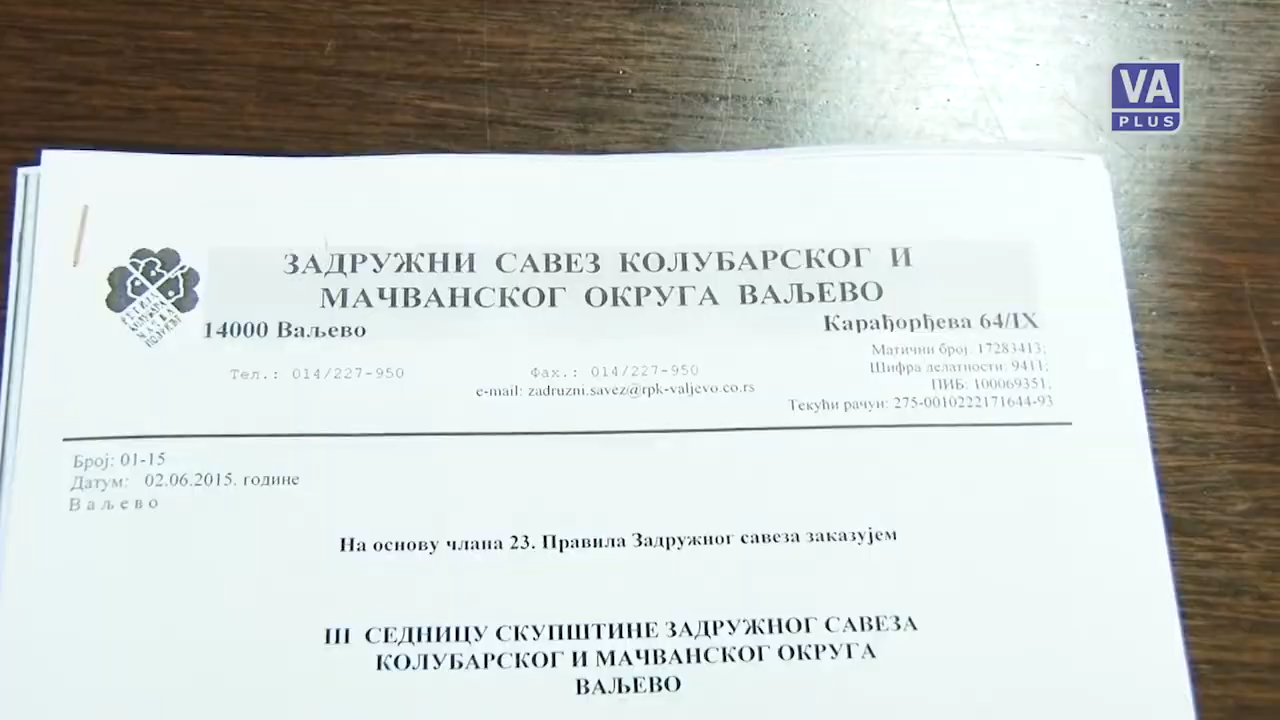 VA
PLUS
ЗАДРУЖНИ САВЕЗ КОЛУБАРСКОГ И
МАЧВАНСКОГ ОКРУГА ВАЉЕВО
14000 Ваљево
Карађорђева 64/IX
Матични број: 17283413;
Шифра делатности: 9411;
ПИБ: 100069351;
Текући рачун: 275-0010222171644-93
Тел.: 014/227-950
Фах.: 014/227-950
e-mail: zadruzni.savez@rpk-valjevo.co.rs
Број: 01-15
Датум: 02.06.2015. године
Ваљево
На основу члана 23. Правила Задружног савеза заказујем
III СЕДНИЦУ СКУПШТИНЕ ЗАДРУЖНОГ САВЕЗА
КОЛУБАРСКОГ И МАЧВАНСКОГ ОКРУГА
ВАЉЕВО